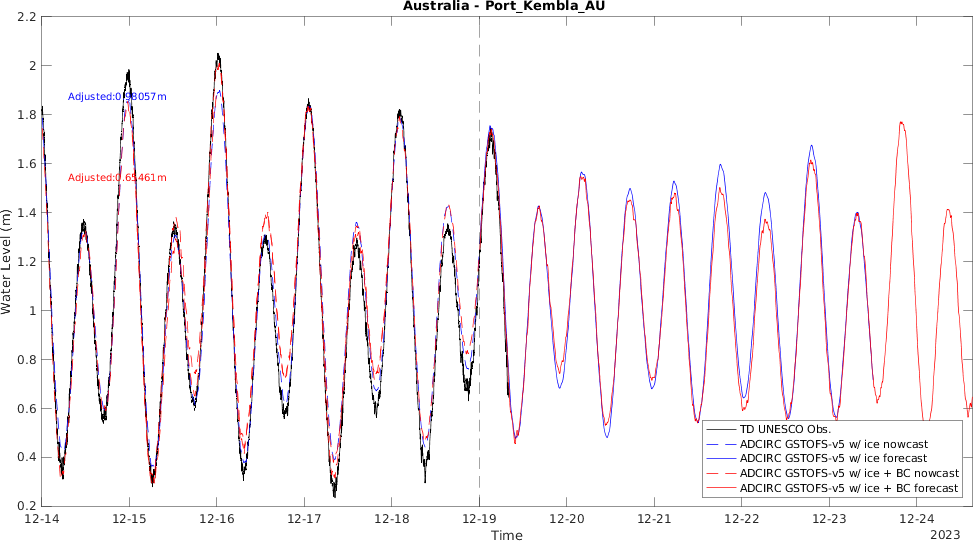 Australia - Port_Kembla_AU
2.2
2
1.8
1.6
1.4
1.2
1
0.8
0.6
0.4
0.2
Water Level (m)
Adjusted:0.98057m
Adjusted:0.65461m
TD UNESCO Obs.
ADCIRC GSTOFS-v5 w/ ice nowcast
ADCIRC GSTOFS-v5 w/ ice forecast
ADCIRC GSTOFS-v5 w/ ice + BC nowcast
ADCIRC GSTOFS-v5 w/ ice + BC forecast
12-14 12-15 12-16 12-17 12-18 12-19 12-20 12-21 12-22 12-23 12-24
Time
2023